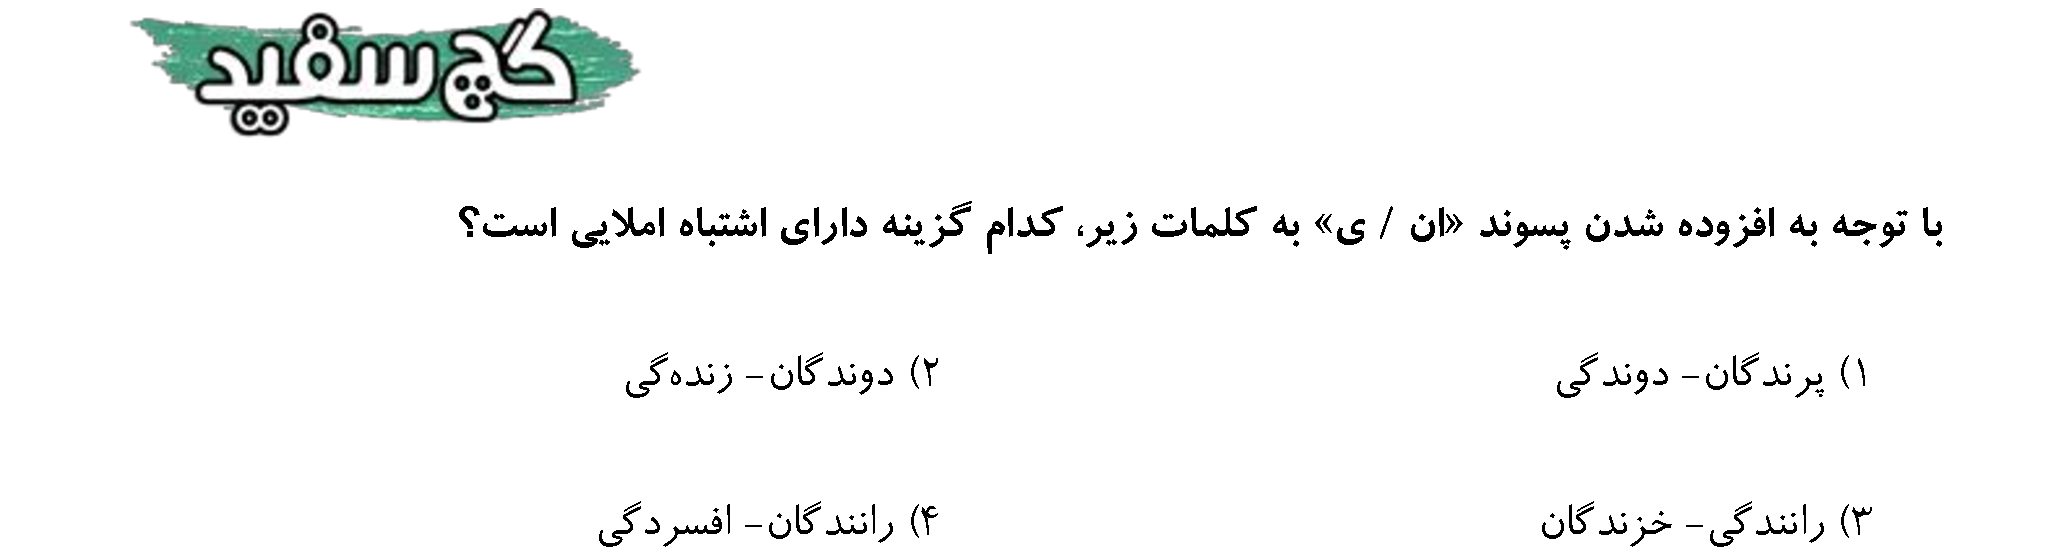 گچ سفید
با توجه به افزوده شدن پسوند «ان / ی» به کلمات زیر، کدام گزینه دارای اشتباه املایی است؟
۱) پرندگان- دوندگی ۲) دوندگان- زنده‌گی
۳) رانندگی- خزندگان ۴) رانندگان- افسردگی